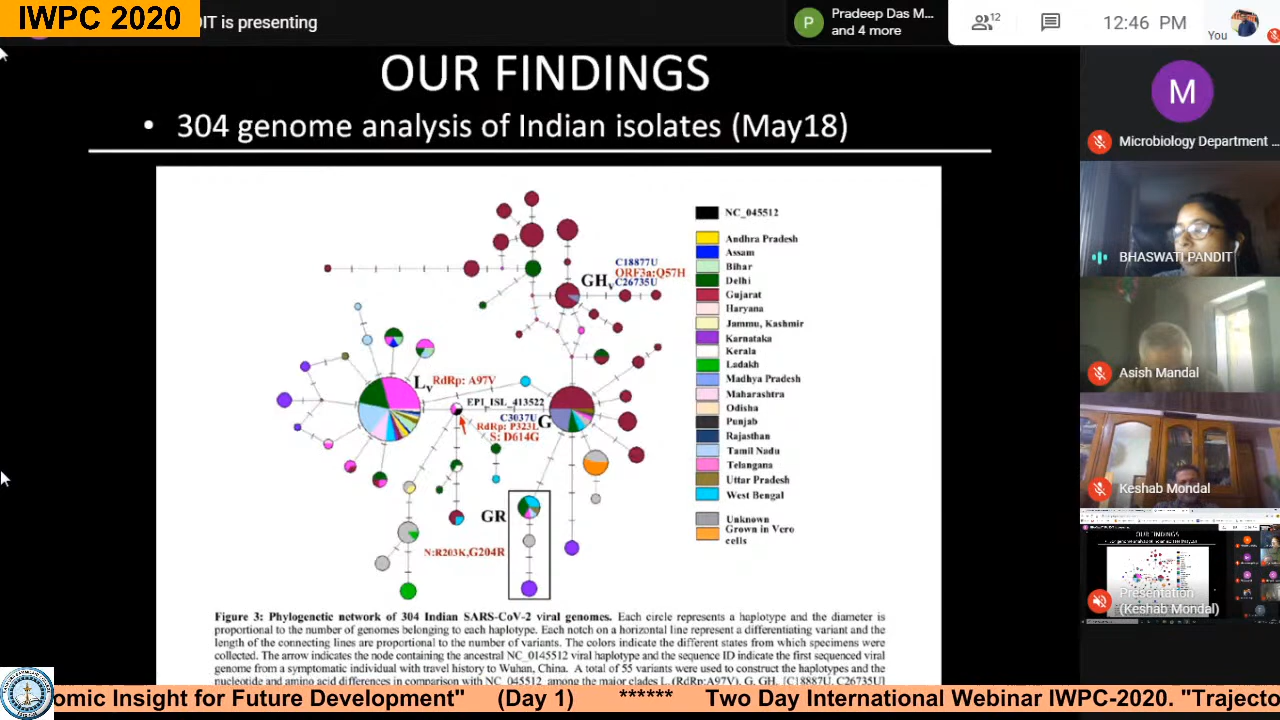 IWPC 2020
DIT is presenting
Pradeep Das M...
and 4 more
P
12
12:46 PM
You
OUR FINDINGS
• 304 genome analysis of Indian isolates (May18)
M
Microbiology Department ...
BHASWATI PANDIT
Asish Mandal
Keshab Mondal
OUR FINDINGS
Presentation
(Keshab Mondal)
NC_045512
Andhra Pradesh
Assam
Bihar
Delhi
Gujarat
Haryana
Jammu, Kashmir
Karnataka
Kerala
Ladakh
Madhya Pradesh
Maharashtra
Odisha
Punjab
Rajasthan
Tamil Nadu
Telangana
Uttar Pradesh
West Bengal
Unknown
Grown in Vero
cells
C18877U
GHv ORF3a:Q57H
C26735U
Lv RdRp: A97V
EPI_ISL_413522
C3037U G
RdRp: P323L
S: D614G
GR
N:R203K,G204R
Figure 3: Phylogenetic network of 304 Indian SARS-CoV-2 viral genomes. Each circle represents a haplotype and the diameter is
proportional to the number of genomes belonging to each haplotype. Each notch on a horizontal line represent a differentiating variant and the
length of the connecting lines are proportional to the number of variants. The colors indicate the different states from which specimens were
collected. The arrow indicates the node containing the ancestral NC_0145512 viral haplotype and the sequence ID indicate the first sequenced viral
genome from a symptomatic individual with travel history to Wuhan, China. A total of 55 variants were used to construct the haplotypes and the
nucleotide and amino acid differences in comparison with NC_045512 among the major clades L, (RdRp:A97V), G, GH, [C18877U, C26735U]
omic Insight for Future Development" (Day 1) ****** Two Day International Webinar IWPC-2020. "Trajecto